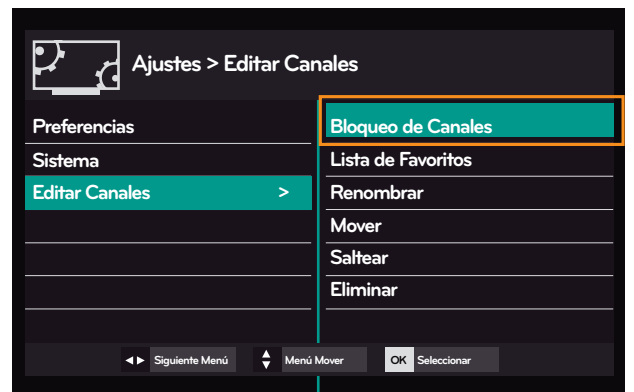 Ajustes > Editar Canales
Preferencias
Sistema
Editar Canales >
Bloqueo de Canales
Lista de Favoritos
Renombrar
Mover
Saltear
Eliminar
Siguiente Menú Menú Mover OK Seleccionar